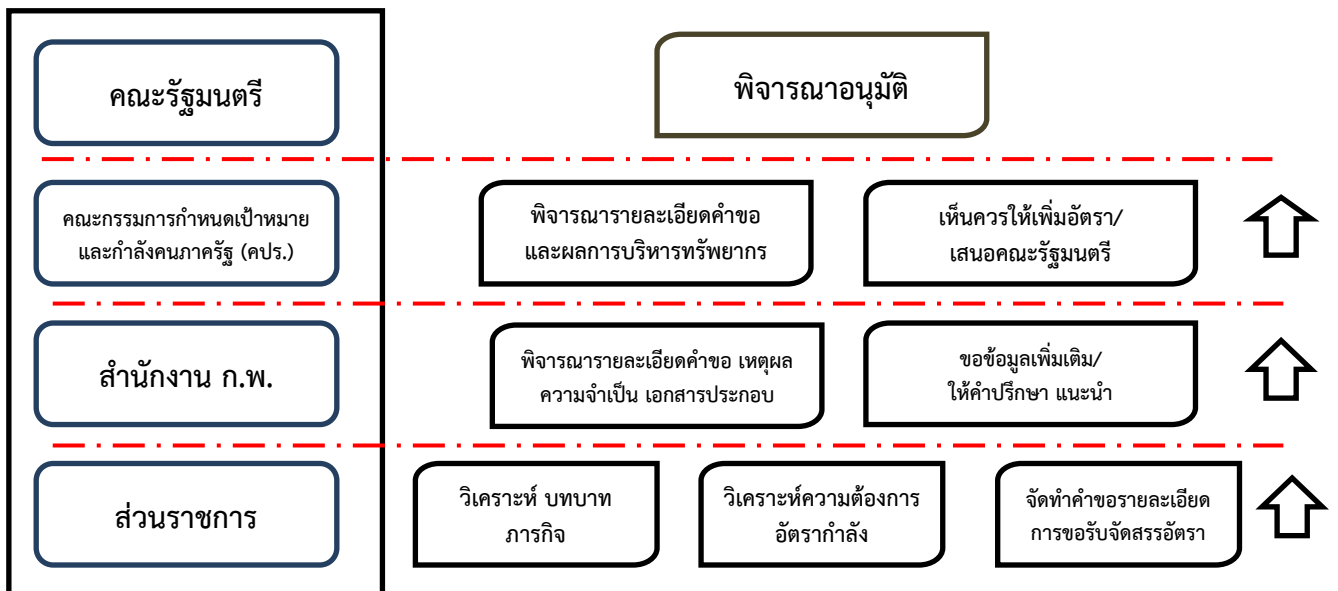 คณะรัฐมนตรี
พิจารณาอนุมัติ
คณะกรรมการกำหนดเป้าหมาย
และกำลังคนภาครัฐ (คปร.)
พิจารณารายละเอียดคำขอ
และผลการบริหารทรัพยากร
เห็นควรให้เพิ่มอัตรา/
เสนอคณะรัฐมนตรี
สำนักงาน ก.พ.
พิจารณารายละเอียดคำขอ เหตุผล
ความจำเป็น เอกสารประกอบ
ขอข้อมูลเพิ่มเติม/
ให้คำปรึกษา แนะนำ
ส่วนราชการ
วิเคราะห์ บทบาท
ภารกิจ
วิเคราะห์ความต้องการ
อัตรากำลัง
จัดทำคำขอรายละเอียด
การขอรับจัดสรรอัตรา